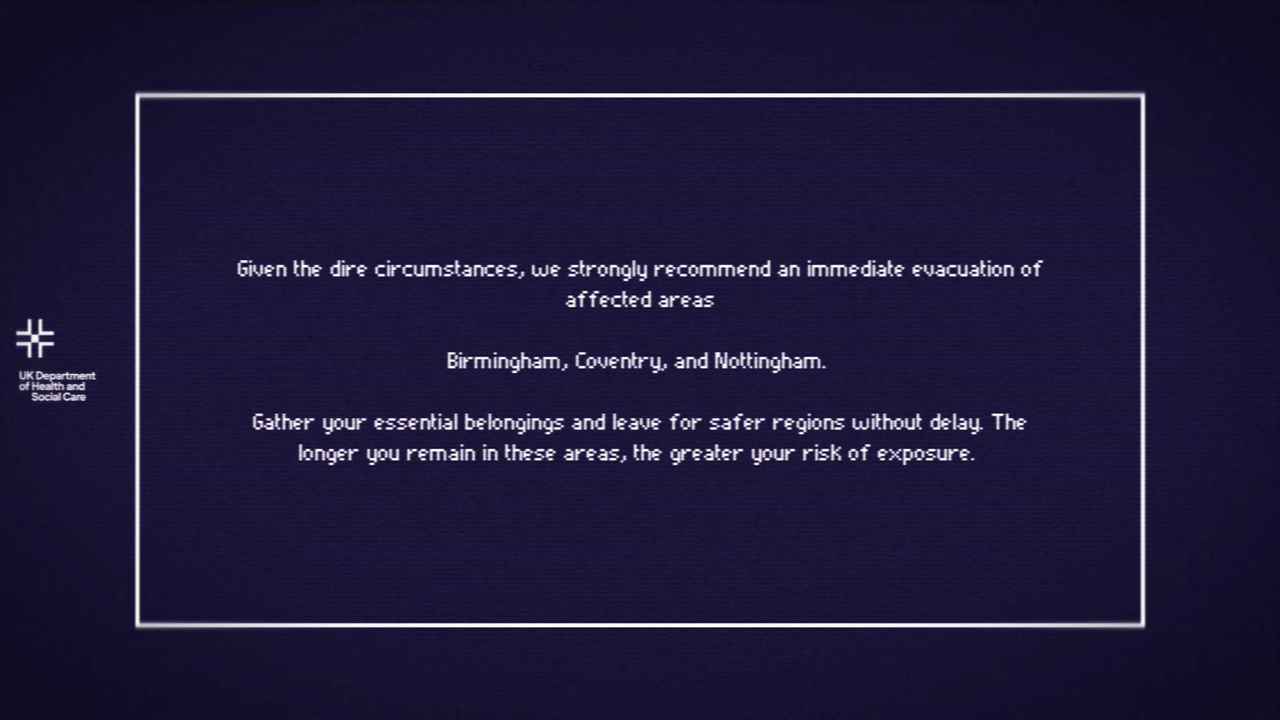 Given the dire circumstances, we strongly recommend an immediate evacuation of
affected areas
Birmingham, Coventry, and Nottingham.
Gather your essential belongings and leave for safer regions without delay. The
longer you remain in these areas, the greater your risk of exposure.
UK Department
of Health and
Social Care